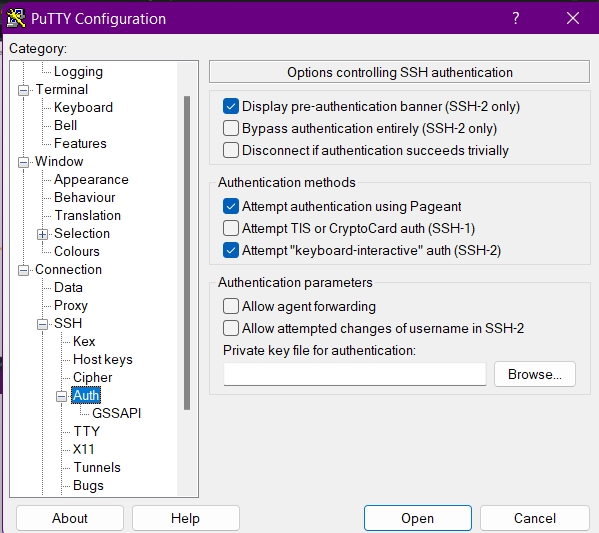 PuTTY Configuration
?
Category:
Logging
Terminal
Keyboard
Bell
Features
Window
Appearance
Behaviour
Translation
Selection
Colours
Connection
Data
Proxy
SSH
Kex
Host keys
Cipher
Auth
GSSAPI
TTY
X11
Tunnels
Bugs
Options controlling SSH authentication
Display pre-authentication banner (SSH-2 only)
Bypass authentication entirely (SSH-2 only)
Disconnect if authentication succeeds trivially
Authentication methods
Attempt authentication using Pageant
Attempt TIS or CryptoCard auth (SSH-1)
Attempt "keyboard-interactive" auth (SSH-2)
Authentication parameters
Allow agent forwarding
Allow attempted changes of username in SSH-2
Private key file for authentication:
Browse...
About
Help
Open
Cancel